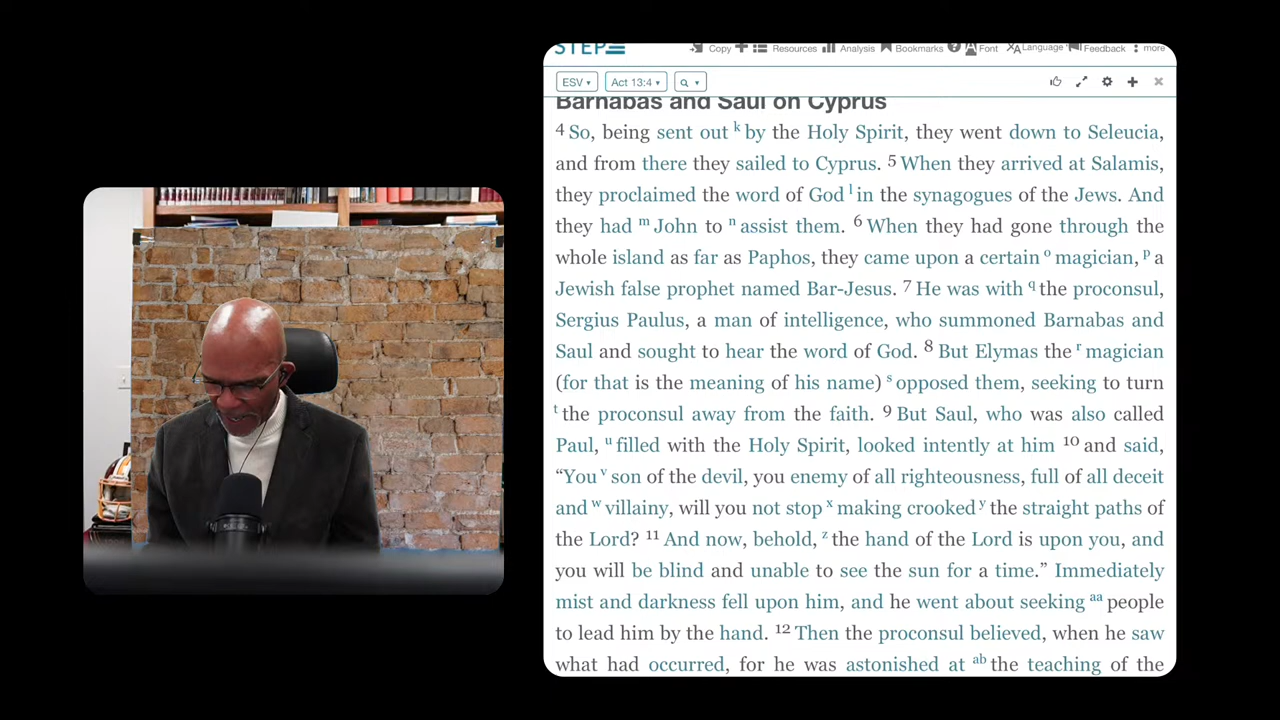 STEP
Copy Resources Analysis Bookmarks Font Language Feedback more
ESV Act 13:4
Barnabas and Saul on Cyprus
4 So, being sent out k by the Holy Spirit, they went down to Seleucia,
and from there they sailed to Cyprus. 5 When they arrived at Salamis,
they proclaimed the word of God l in the synagogues of the Jews. And
they had m John to n assist them. 6 When they had gone through the
whole island as far as Paphos, they came upon a certain o magician, p a
Jewish false prophet named Bar-Jesus. 7 He was with q the proconsul,
Sergius Paulus, a man of intelligence, who summoned Barnabas and
Saul and sought to hear the word of God. 8 But Elymas the r magician
(for that is the meaning of his name) s opposed them, seeking to turn
t the proconsul away from the faith. 9 But Saul, who was also called
Paul, u filled with the Holy Spirit, looked intently at him 10 and said,
“You v son of the devil, you enemy of all righteousness, full of all deceit
and w villainy, will you not stop x making crooked y the straight paths of
the Lord? 11 And now, behold, z the hand of the Lord is upon you, and
you will be blind and unable to see the sun for a time.” Immediately
mist and darkness fell upon him, and he went about seeking aa people
to lead him by the hand. 12 Then the proconsul believed, when he saw
what had occurred, for he was astonished at ab the teaching of the